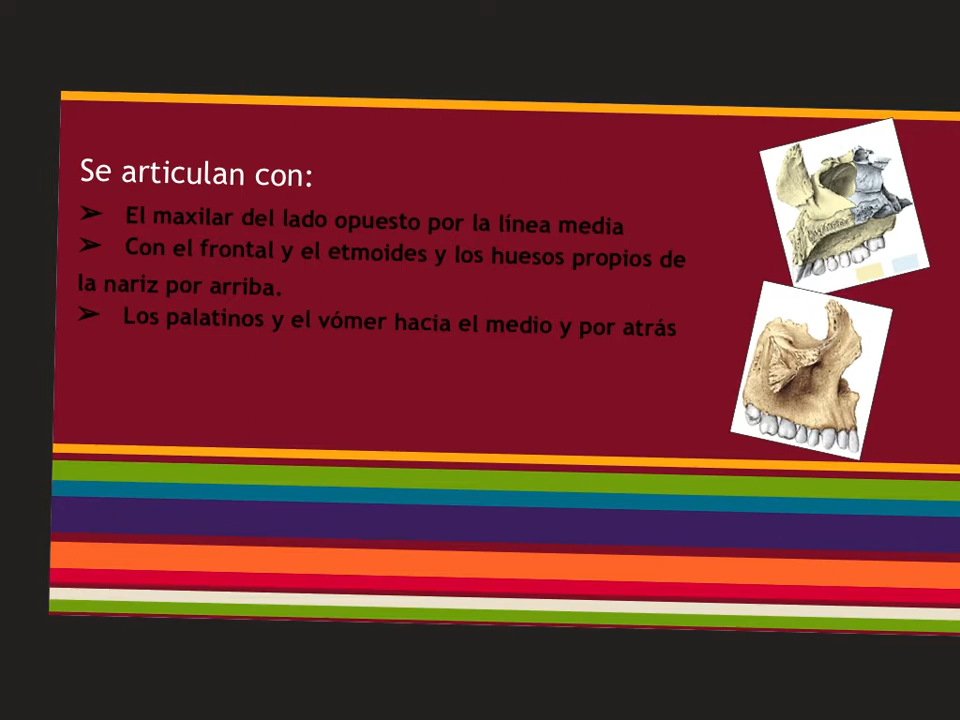 Se articulan con:
➢ El maxilar del lado opuesto por la línea media
➢ Con el frontal y el etmoides y los huesos propios de
la nariz por arriba.
➢ Los palatinos y el vómer hacia el medio y por atrás